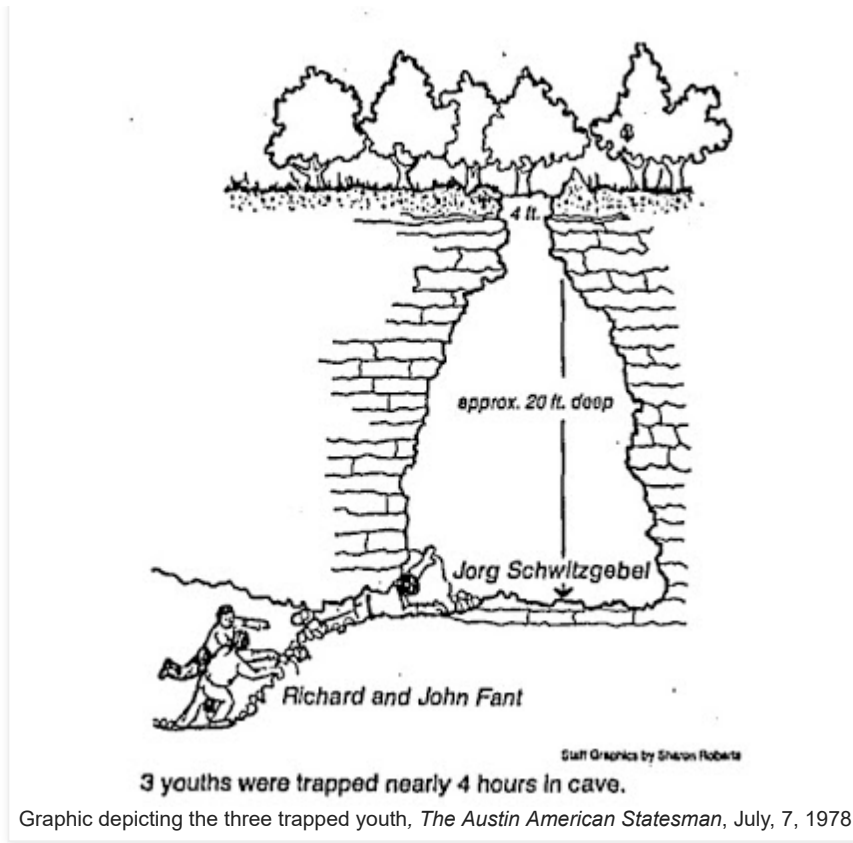 4 ft.
approx. 20 ft. deep
Jorg Schwitzgebel
Richard and John Fant
Staff Graphics by Sharon Roberts
3 youths were trapped nearly 4 hours in cave.
Graphic depicting the three trapped youth, The Austin American Statesman, July, 7, 1978